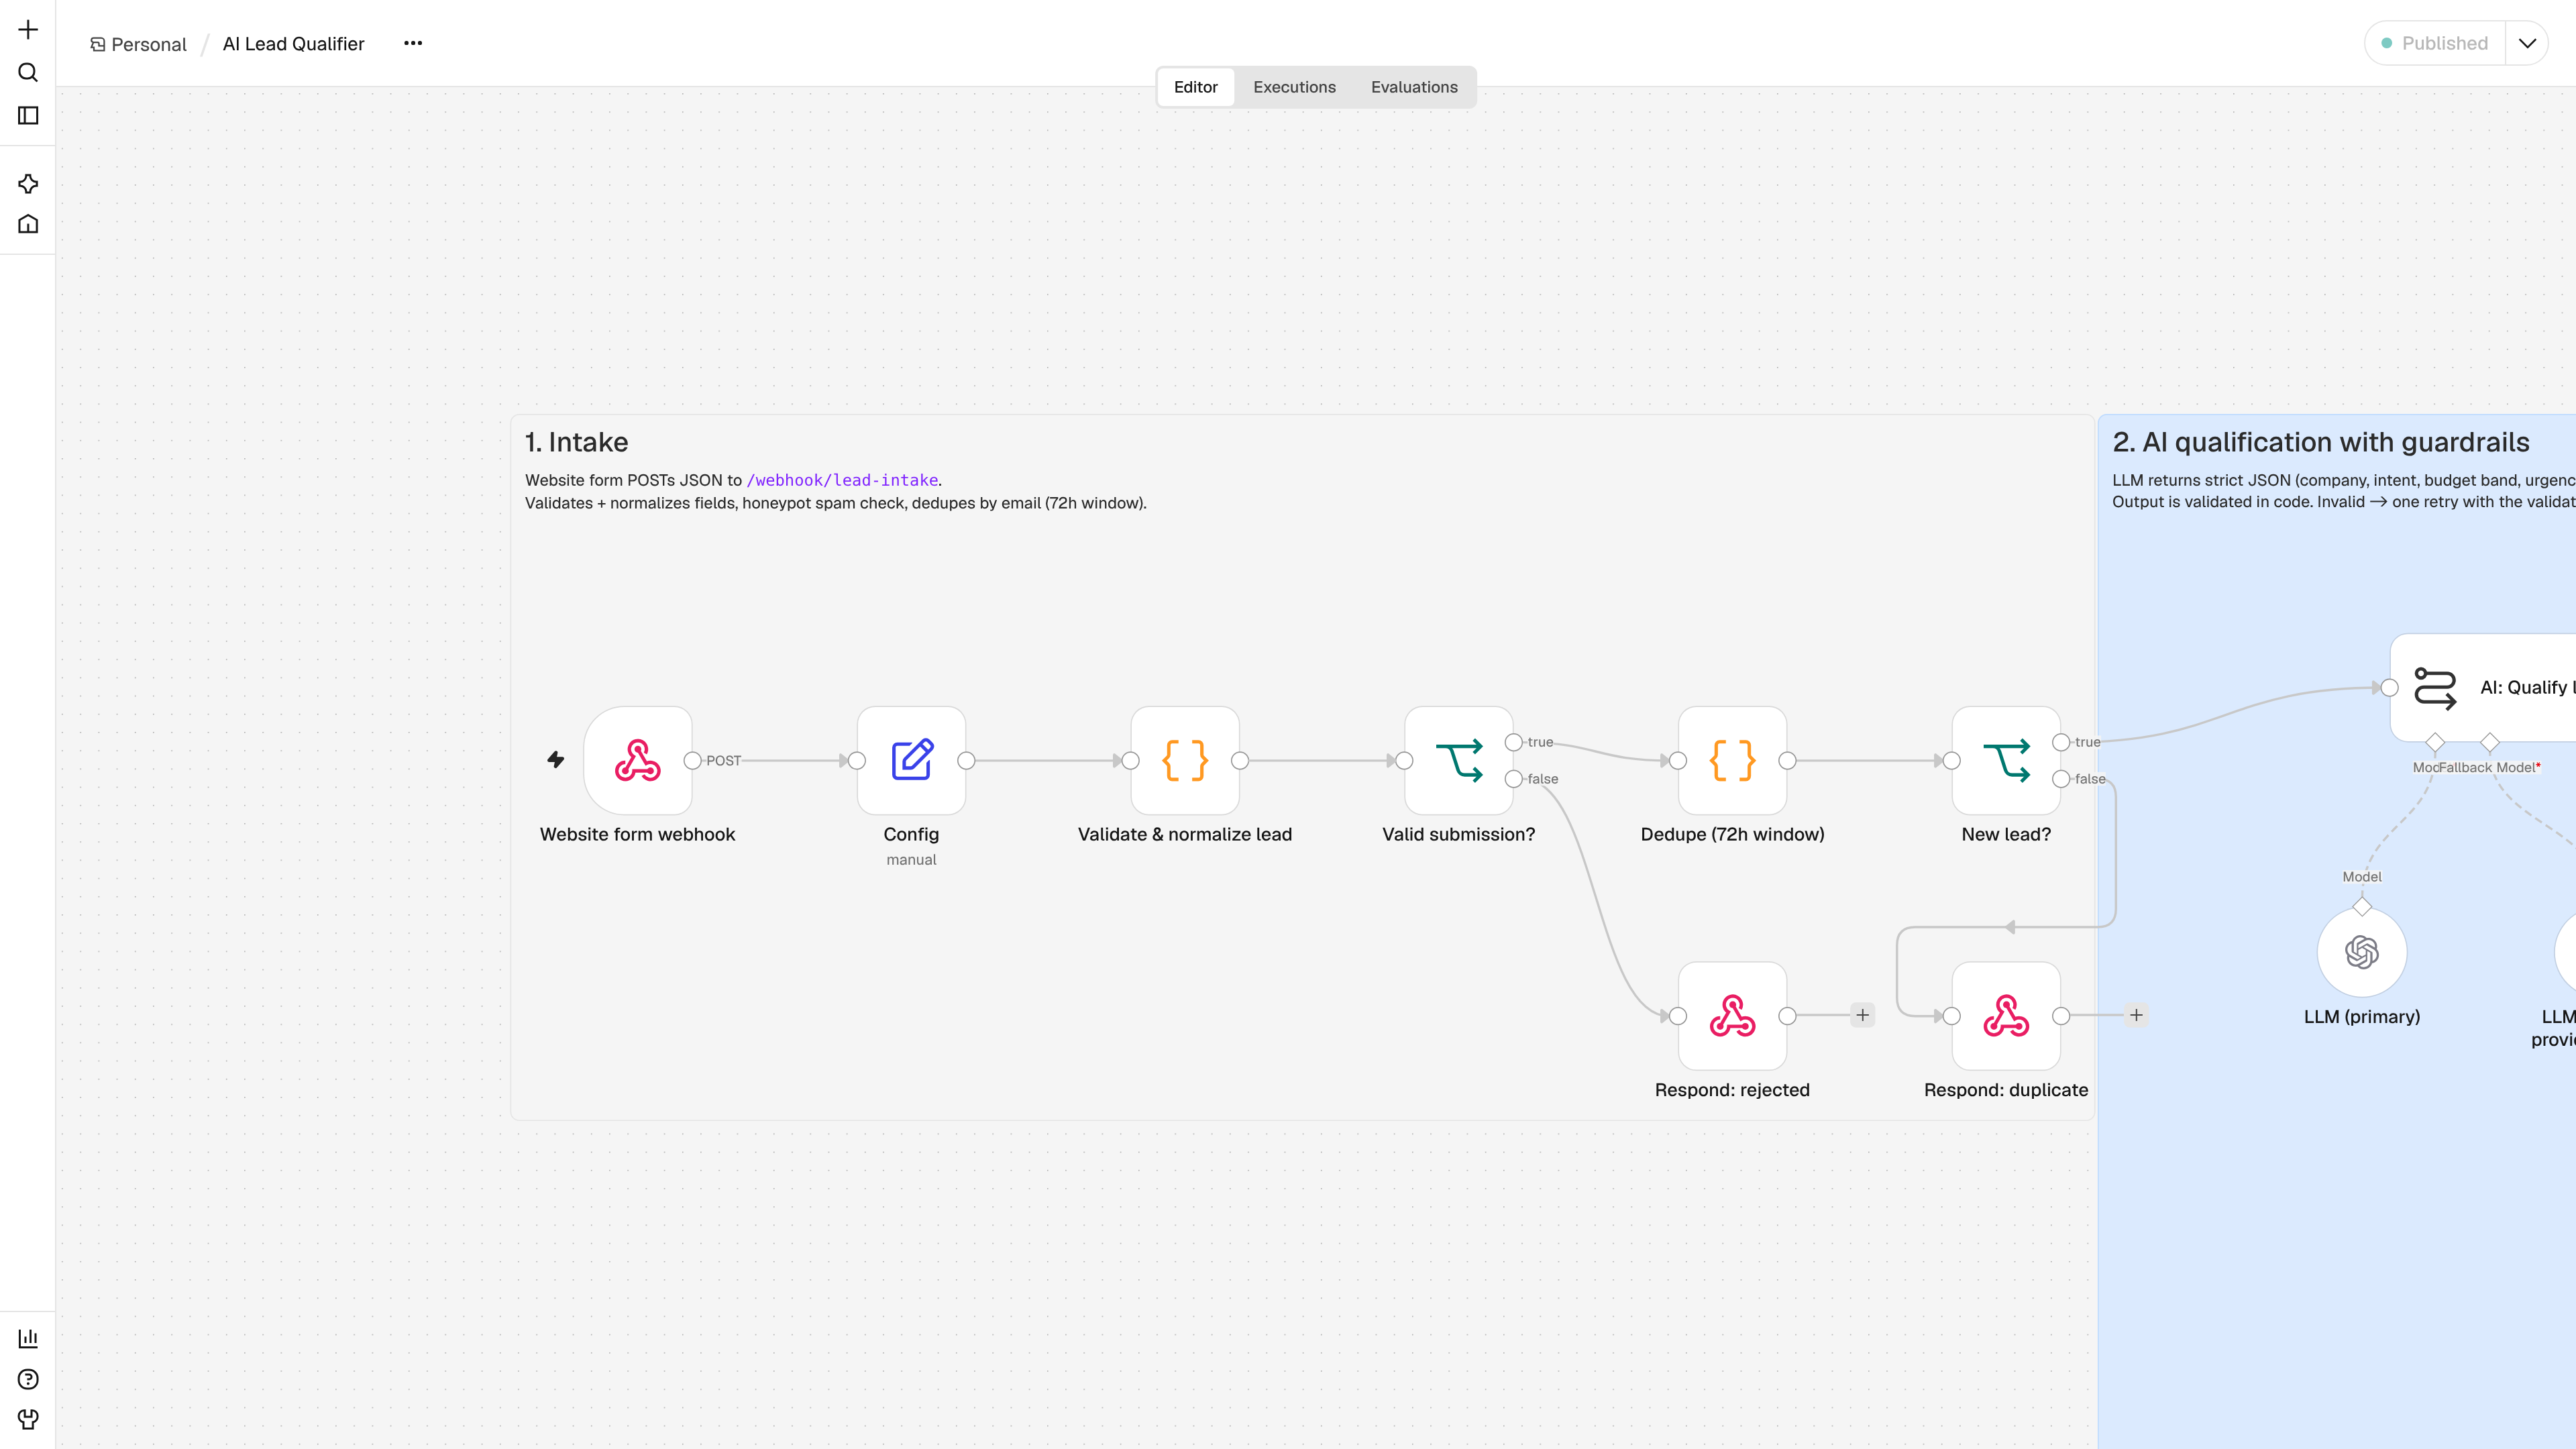 Personal / AI Lead Qualifier
Published
Editor Executions Evaluations
1. Intake
Website form POSTs JSON to /webhook/lead-intake.
Validates + normalizes fields, honeypot spam check, dedupes by email (72h window).
2. AI qualification with guardrails
LLM returns strict JSON (company, intent, budget band,
Output is validated in code. Invalid → one retry with the
POST
true
false
true
false
Website form webhook
Config
manual
Validate & normalize lead
Valid submission?
Dedupe (72h window)
New lead?
AI: Qualify
Fallback Model*
Model
LLM (primary)
LLM
Respond: rejected
Respond: duplicate